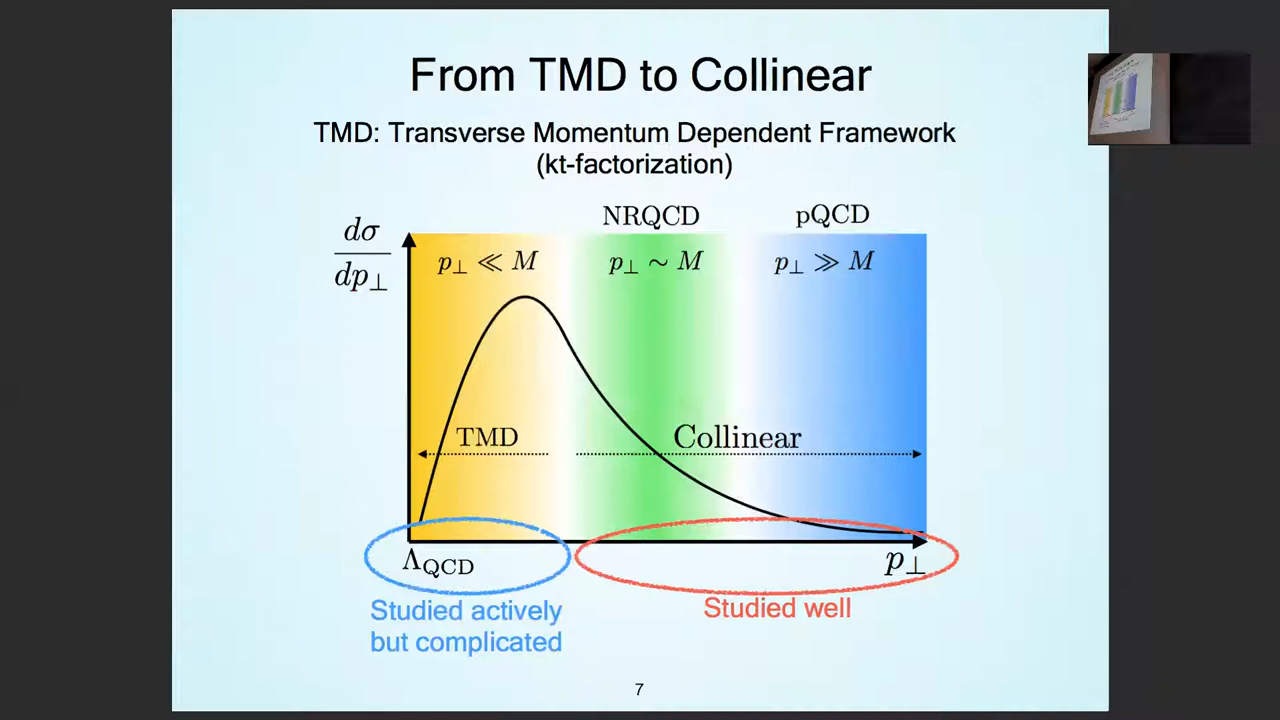 From TMD to Collinear
TMD: Transverse Momentum Dependent Framework
(kt-factorization)
NRQCD
pQCD
dσ
dp⊥
p⊥ ≪ M
p⊥ ∼ M
p⊥ ≫ M
TMD
Collinear
ΛQCD
p⊥
Studied actively
but complicated
Studied well
7